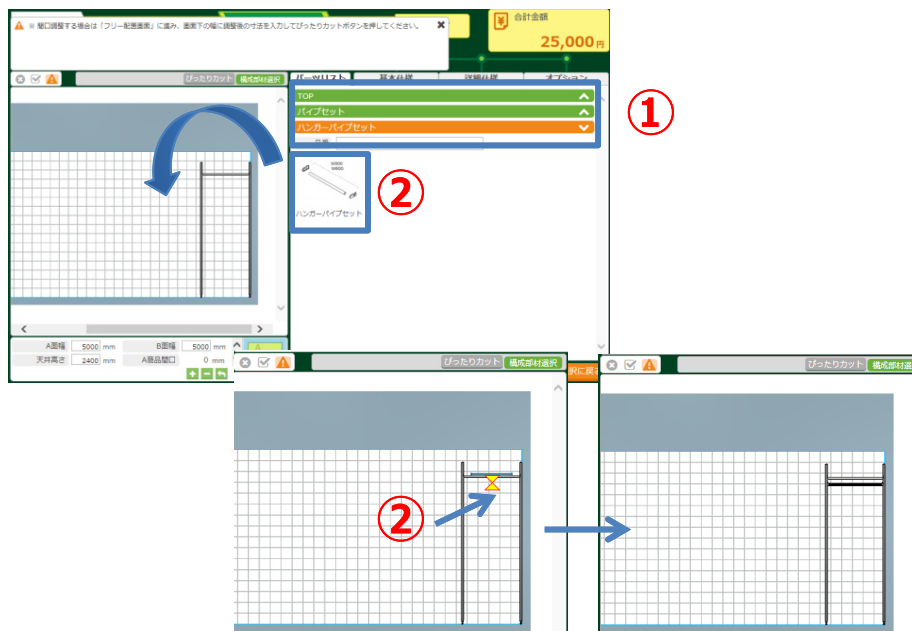 ※ 間口調整する場合は「フリー配置画面」に進み、画面下の幅に調整後の寸法を入力してぴったりカットボタンを押してください。
合計金額
25,000円
ぴったりカット 構成部材選択
パーツリスト 基本仕様 詳細仕様 オプション
TOP
パイプセット
ハンガーパイプセット
①
②
ハンガーパイプセット
A面幅 5000 mm B面幅 5000 mm
天井高さ 2400 mm A商品間口 0 mm
ぴったりカット 構成部材選択
択に戻
ぴったりカット 構成部材選
②